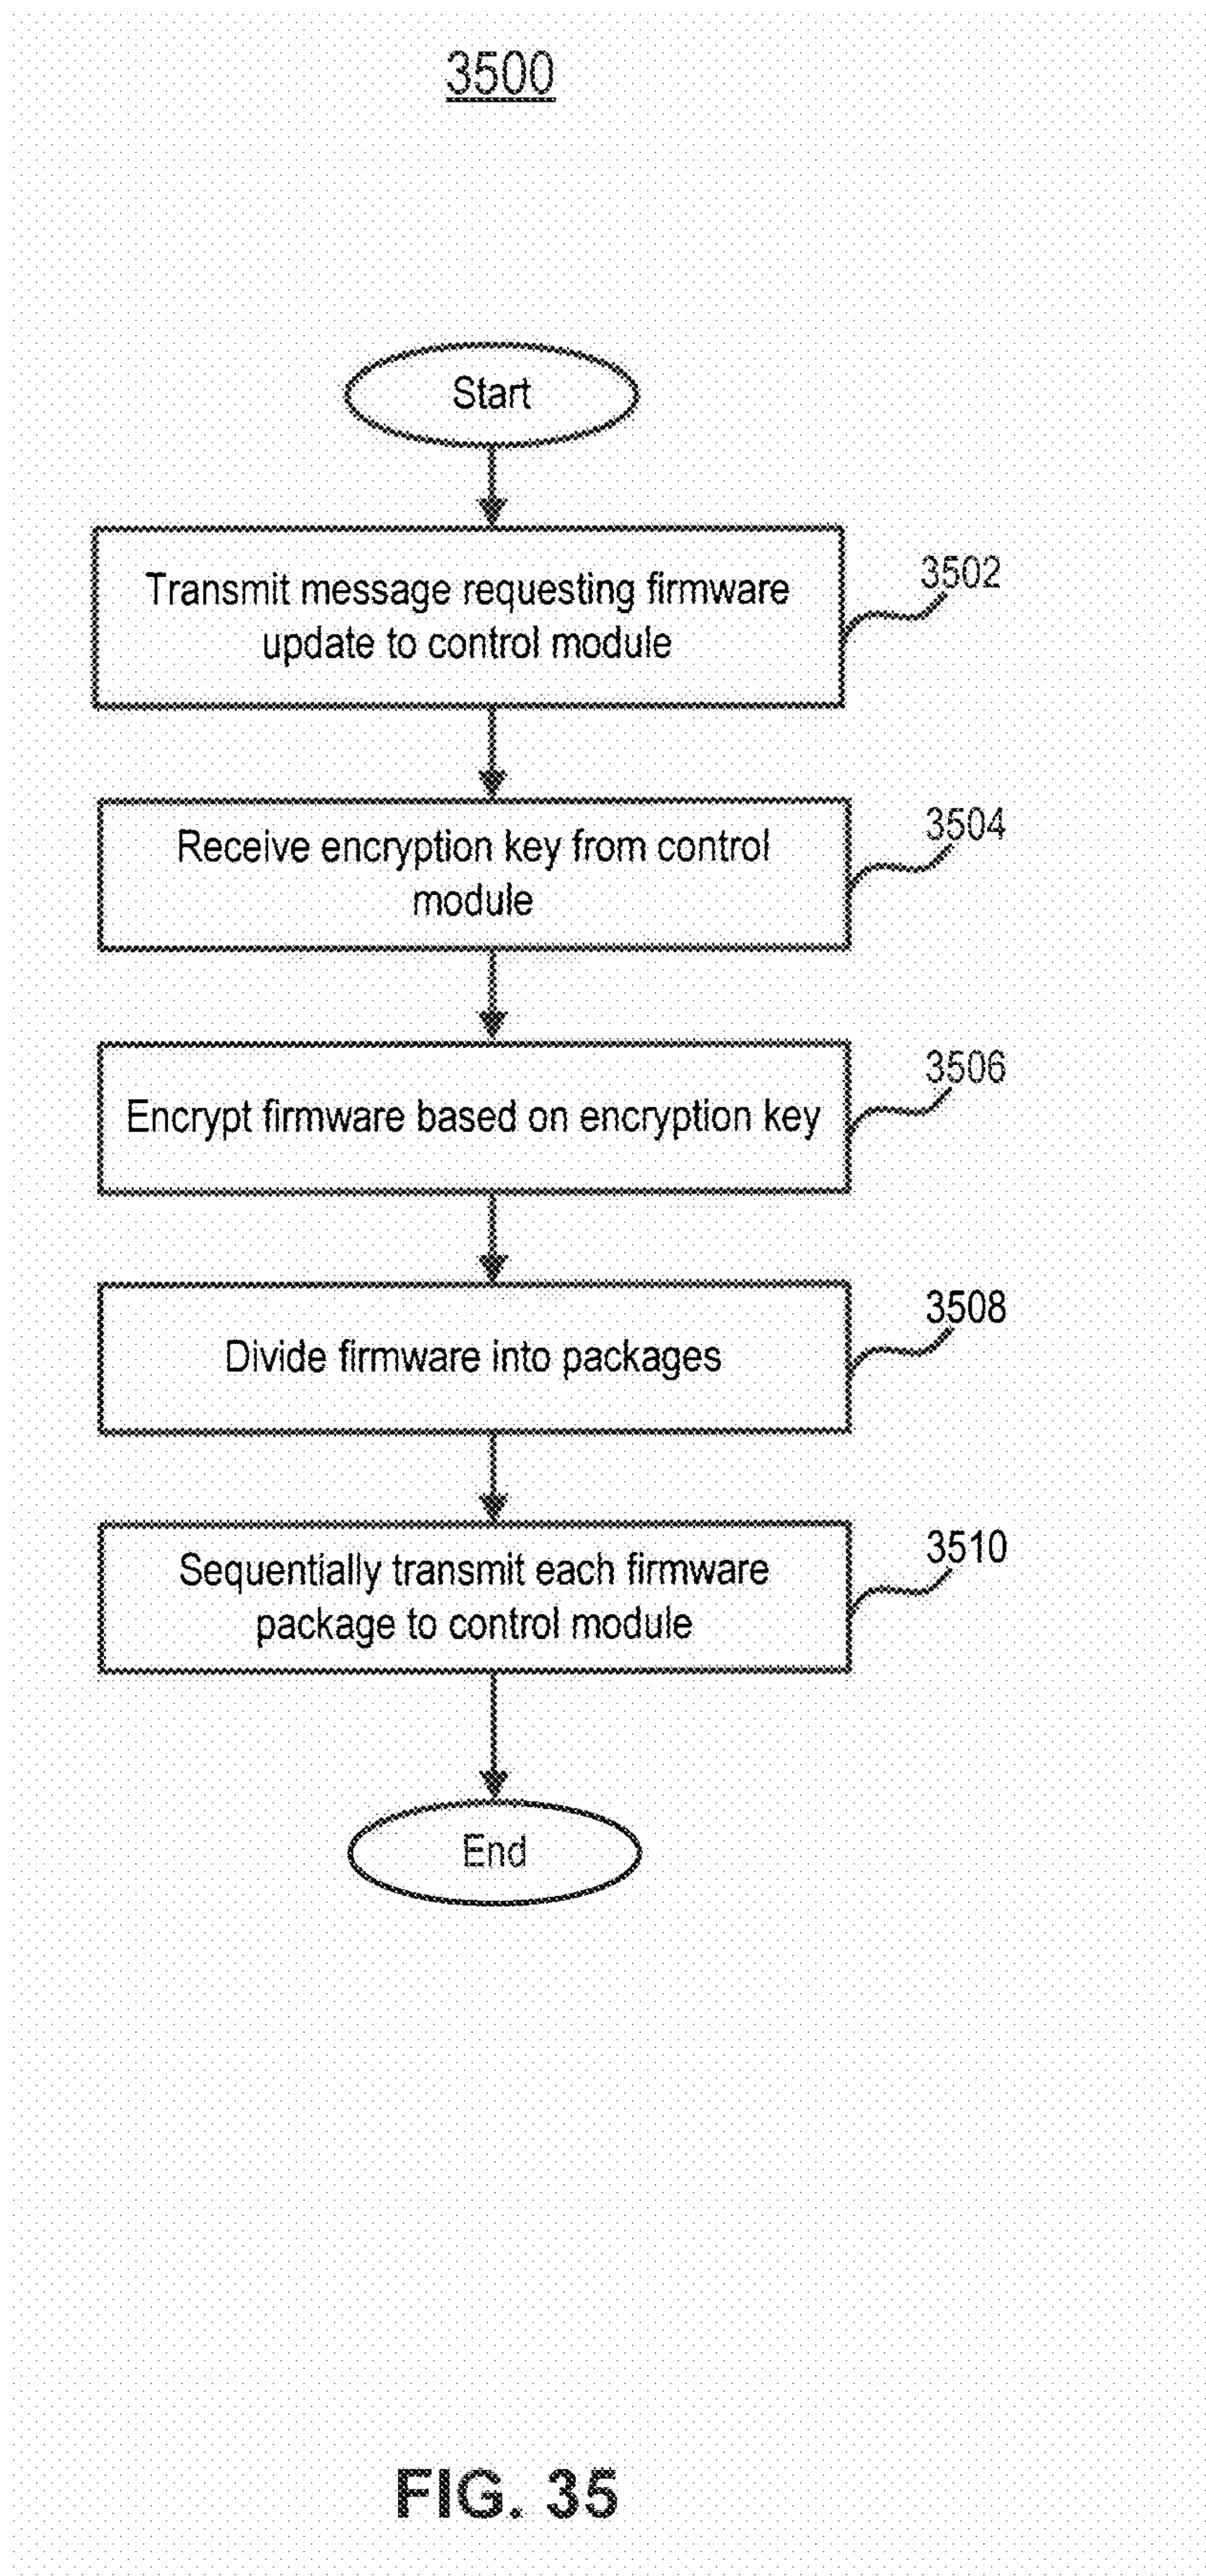 3500
Start
Transmit message requesting firmware
update to control module
3502
Receive encryption key from control
module
3504
Encrypt firmware based on encryption key
3506
Divide firmware into packages
3508
Sequentially transmit each firmware
package to control module
3510
End
FIG. 35